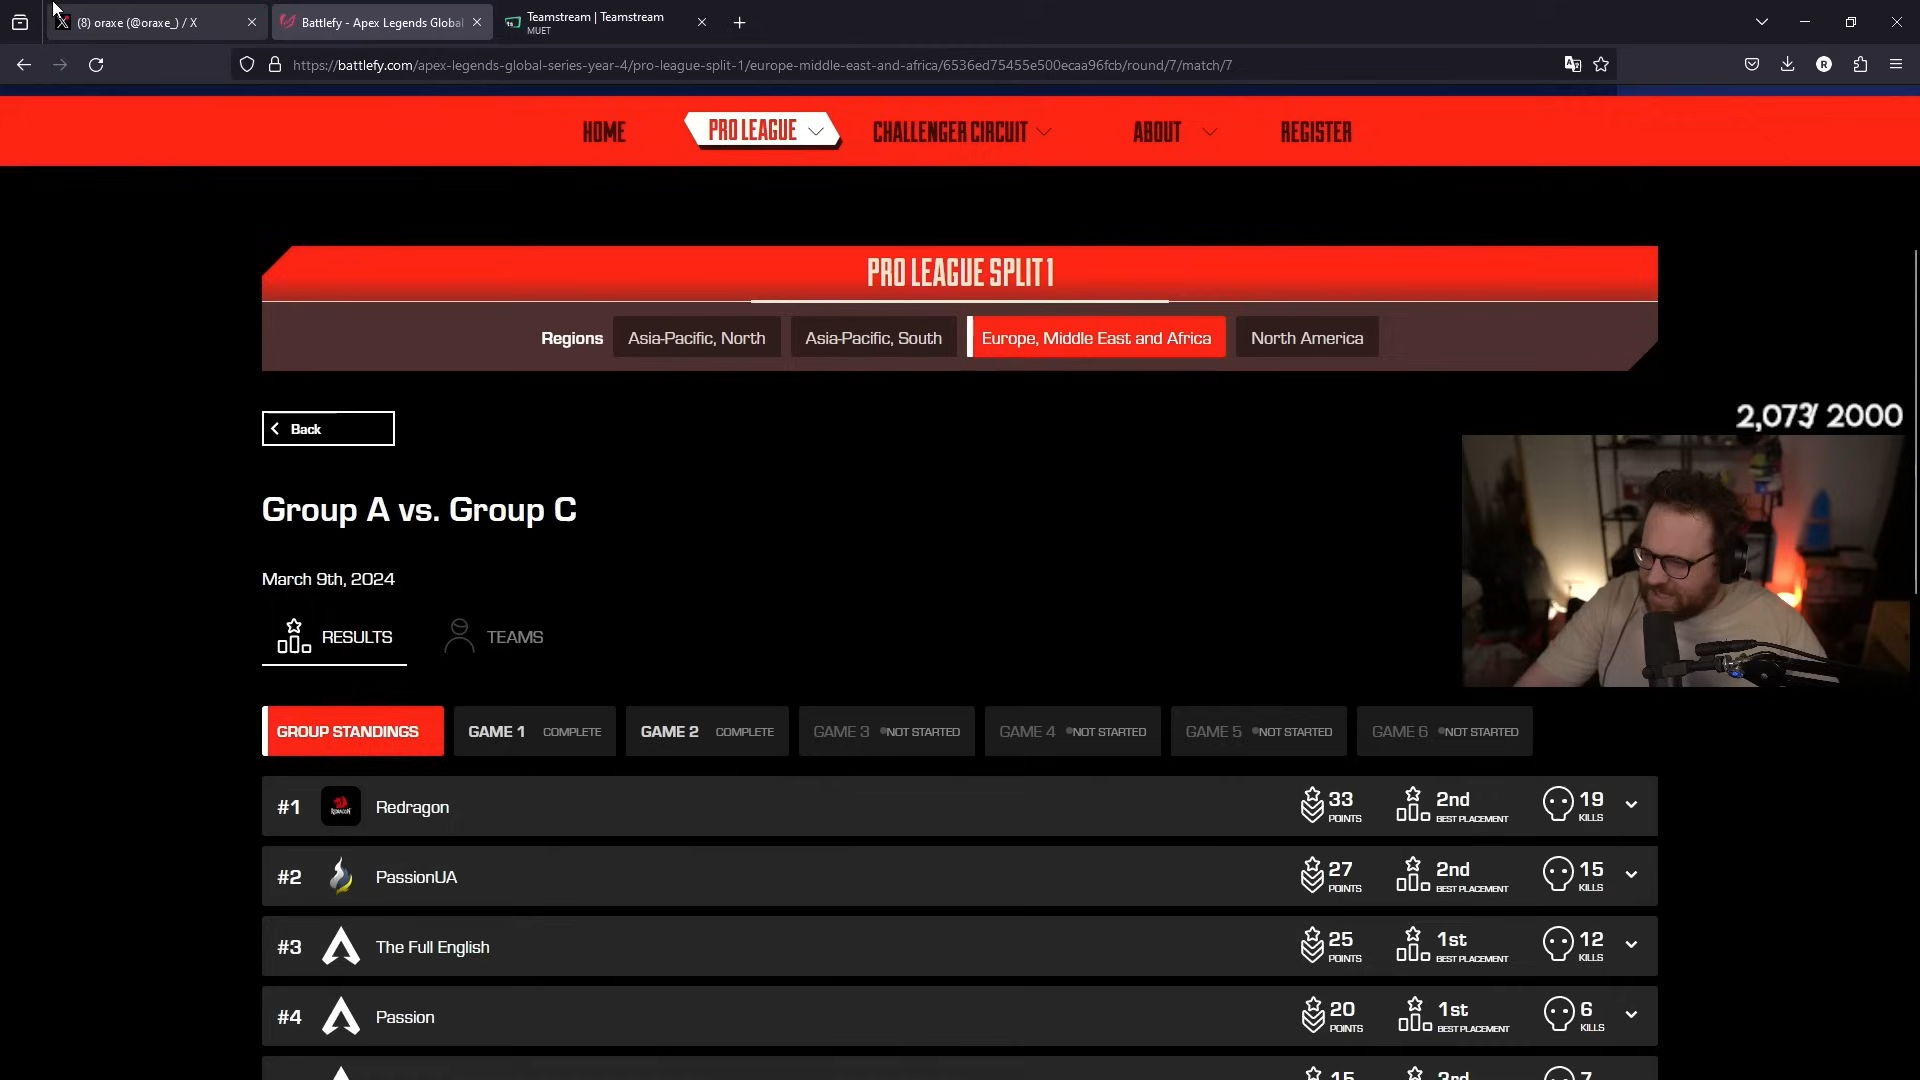 (8) oraxe (@oraxe_) / X
Battlefy - Apex Legends Global
Teamstream | Teamstream
MUET
https://battlefy.com/apex-legends-global-series-year-4/pro-league-split-1/europe-middle-east-and-africa/6536ed75455e500ecaa96fcb/round/7/match/7
HOME
PRO LEAGUE
CHALLENGER CIRCUIT
ABOUT
REGISTER
PRO LEAGUE SPLIT 1
Regions
Asia-Pacific, North
Asia-Pacific, South
Europe, Middle East and Africa
North America
Back
2,073/ 2000
Group A vs. Group C
March 9th, 2024
RESULTS
TEAMS
GROUP STANDINGS
GAME 1 COMPLETE
GAME 2 COMPLETE
GAME 3 NOT STARTED
GAME 4 NOT STARTED
GAME 5 NOT STARTED
GAME 6 NOT STARTED
#1 REDRAGON Redragon 33 POINTS 2nd BEST PLACEMENT 19 KILLS
#2 PassionUA 27 POINTS 2nd BEST PLACEMENT 15 KILLS
#3 The Full English 25 POINTS 1st BEST PLACEMENT 12 KILLS
#4 Passion 20 POINTS 1st BEST PLACEMENT 6 KILLS
15 3rd 7